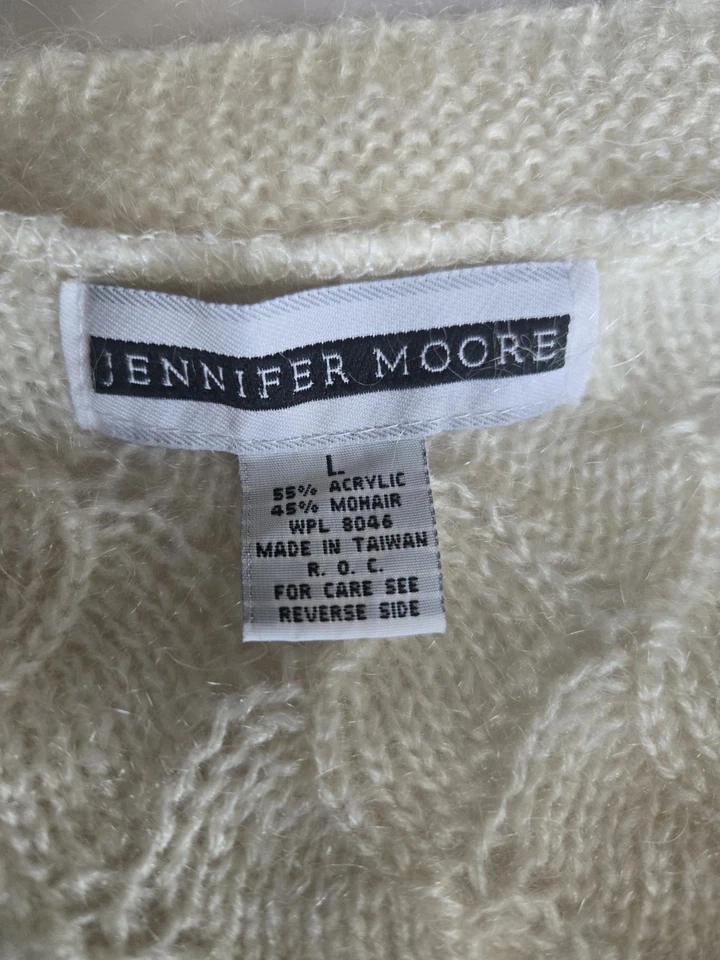 JENNIFER MOORE
L
55% ACRYLIC
45% MOHAIR
WPL 8046
MADE IN TAIWAN
R. O. C.
FOR CARE SEE
REVERSE SIDE